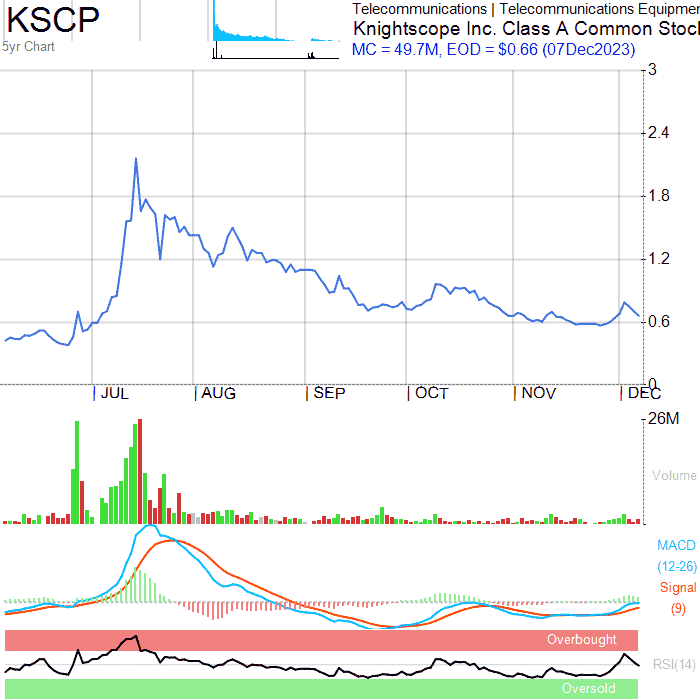 KSCP
5yr Chart
Telecommunications | Telecommunications Equipmen
Knightscope Inc. Class A Common Stock
MC = 49.7M, EOD = $0.66 (07Dec2023)
3
2.4
1.8
1.2
0.6
0
JUL AUG SEP OCT NOV DEC
26M
Volume
MACD
(12-26)
Signal
(9)
Overbought
RSI(14)
Oversold